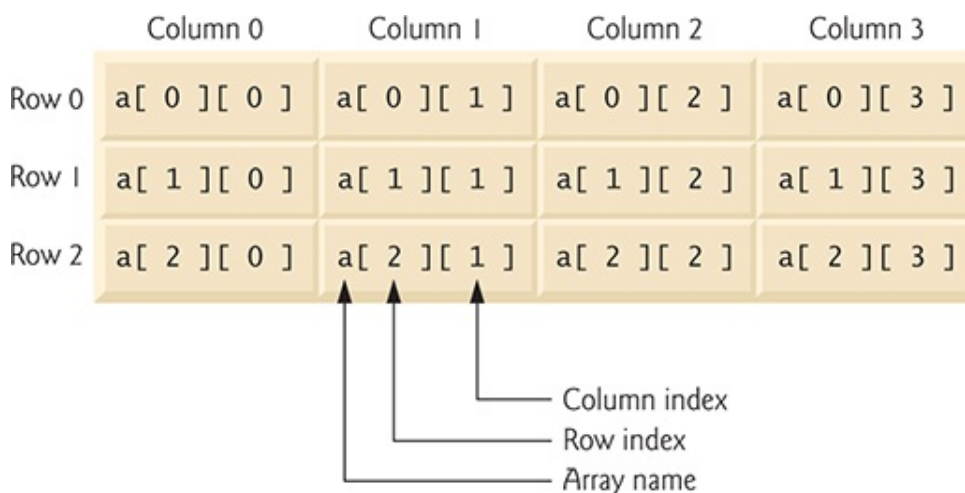 Column 0 Column 1 Column 2 Column 3
Row 0 a[ 0 ][ 0 ] a[ 0 ][ 1 ] a[ 0 ][ 2 ] a[ 0 ][ 3 ]
Row 1 a[ 1 ][ 0 ] a[ 1 ][ 1 ] a[ 1 ][ 2 ] a[ 1 ][ 3 ]
Row 2 a[ 2 ][ 0 ] a[ 2 ][ 1 ] a[ 2 ][ 2 ] a[ 2 ][ 3 ]
Column index
Row index
Array name